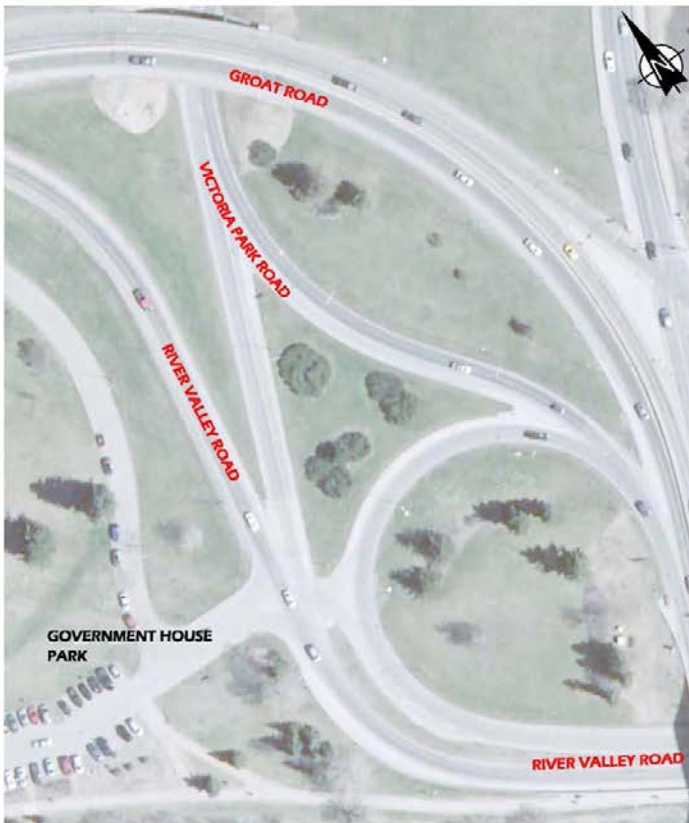 N
GROAT ROAD
VICTORIA PARK ROAD
RIVER VALLEY ROAD
GOVERNMENT HOUSE
PARK
RIVER VALLEY ROAD